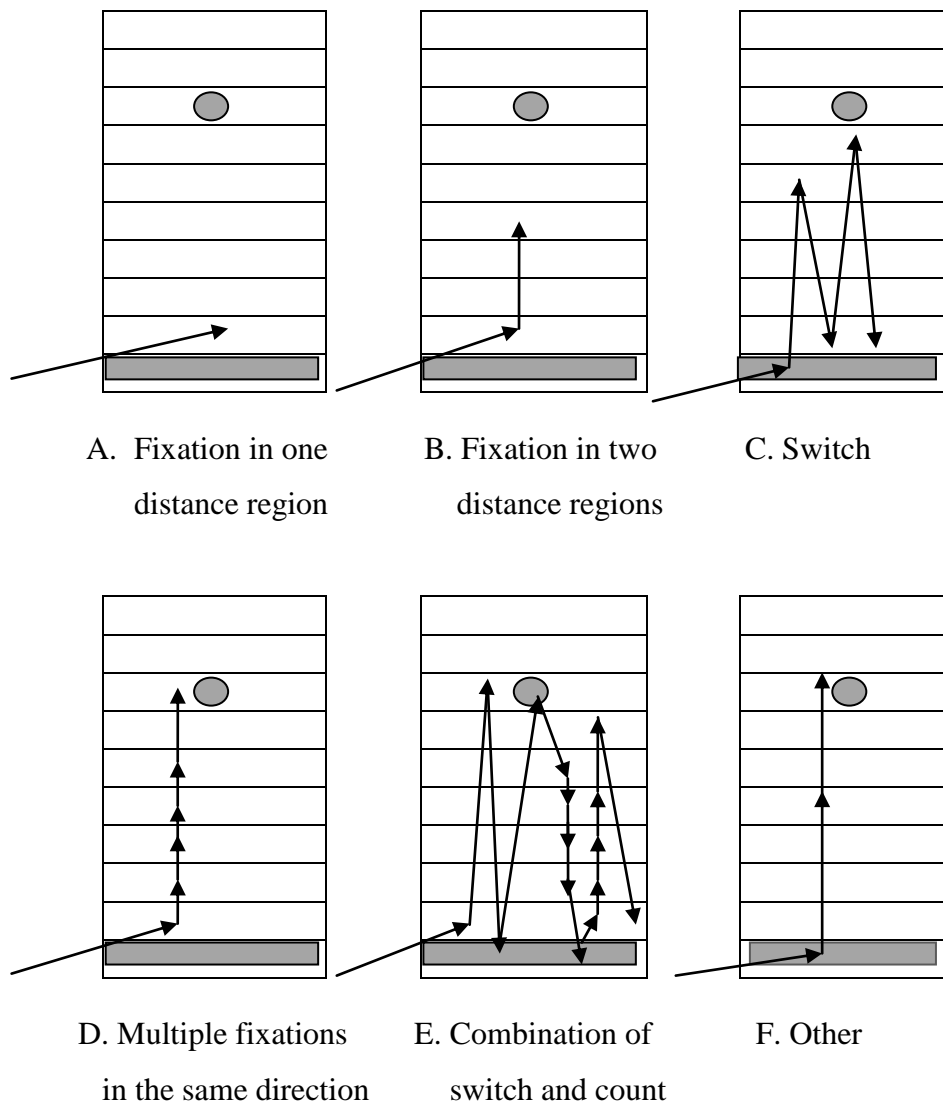 A. Fixation in one
distance region
B. Fixation in two
distance regions
C. Switch
D. Multiple fixations
in the same direction
E. Combination of
switch and count
F. Other